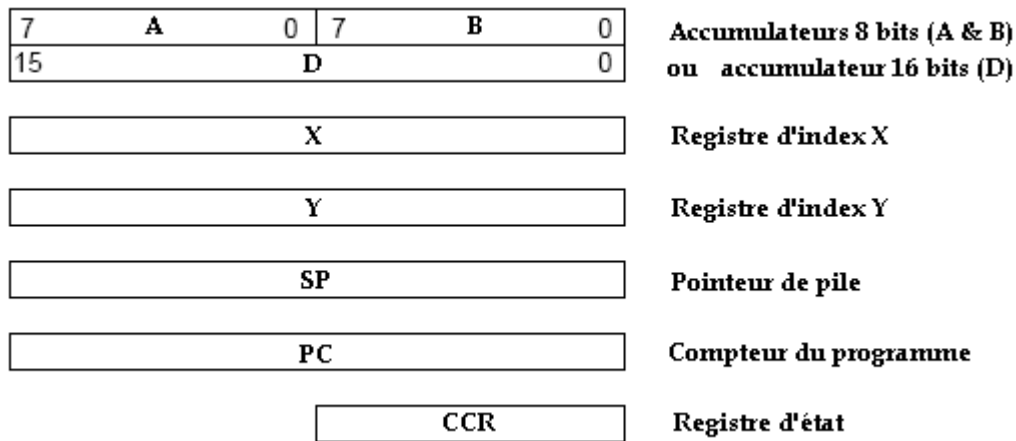 7 A 0 7 B 0 Accumulateurs 8 bits (A & B)
15 D 0 ou accumulateur 16 bits (D)
X Registre d'index X
Y Registre d'index Y
SP Pointeur de pile
PC Compteur du programme
CCR Registre d'état